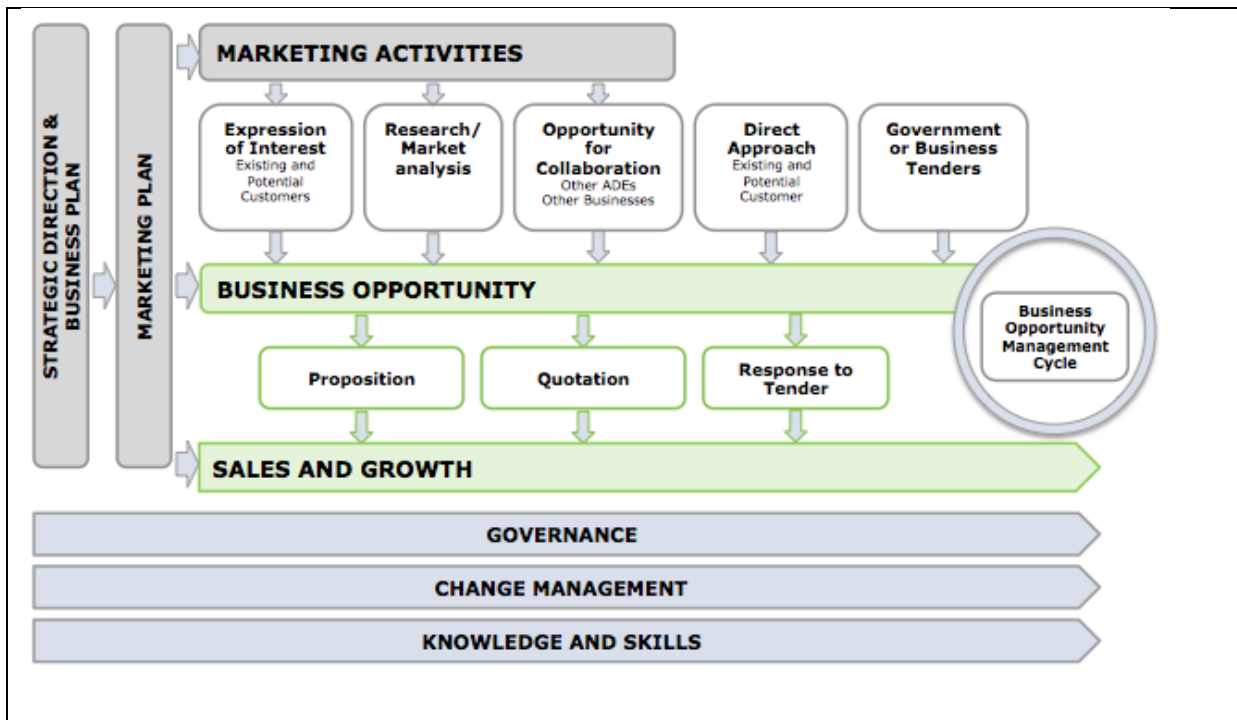 STRATEGIC DIRECTION &
BUSINESS PLAN
MARKETING PLAN
MARKETING ACTIVITIES
Expression
of Interest
Existing and
Potential
Customers
Research/
Market
analysis
Opportunity
for
Collaboration
Other ADEs
Other Businesses
Direct
Approach
Existing and
Potential
Customer
Government
or Business
Tenders
BUSINESS OPPORTUNITY
Business
Opportunity
Management
Cycle
Proposition
Quotation
Response to
Tender
SALES AND GROWTH
GOVERNANCE
CHANGE MANAGEMENT
KNOWLEDGE AND SKILLS